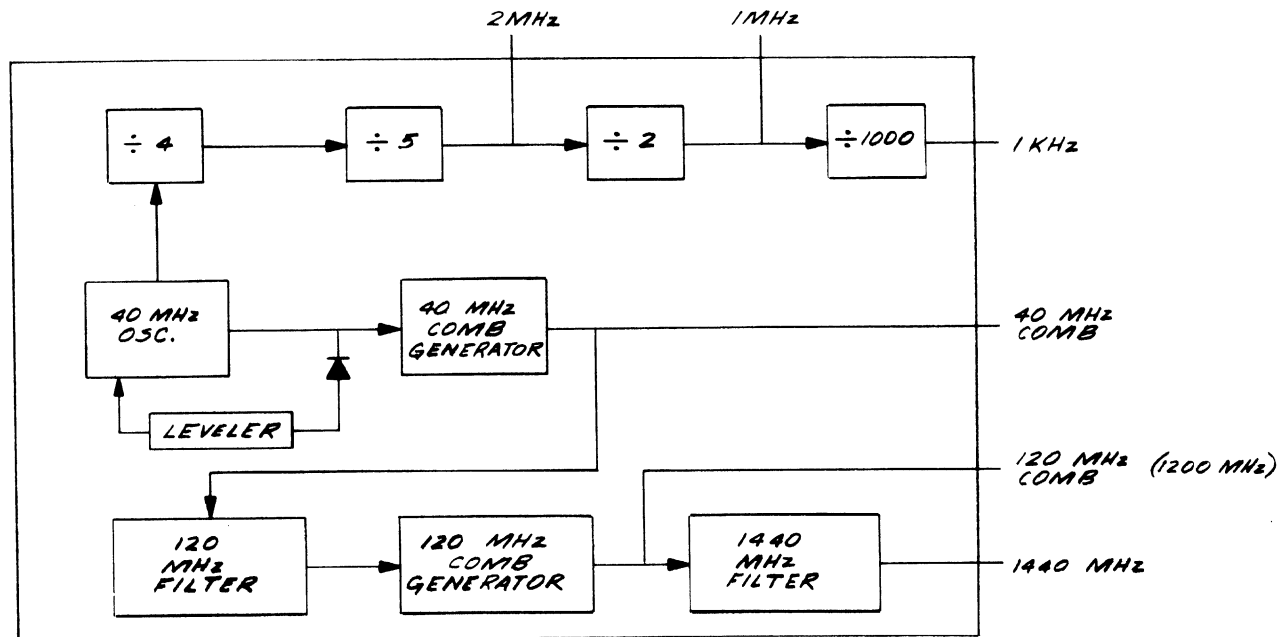 2MHz
1MHz
÷ 4
÷ 5
÷ 2
÷1000
1 KHz
40 MHz
OSC.
40 MHz
COMB
GENERATOR
40 MHz
COMB
LEVELER
120 MHz (1200 MHz)
COMB
120
MHz
FILTER
120 MHz
COMB
GENERATOR
1440
MHz
FILTER
1440 MHz